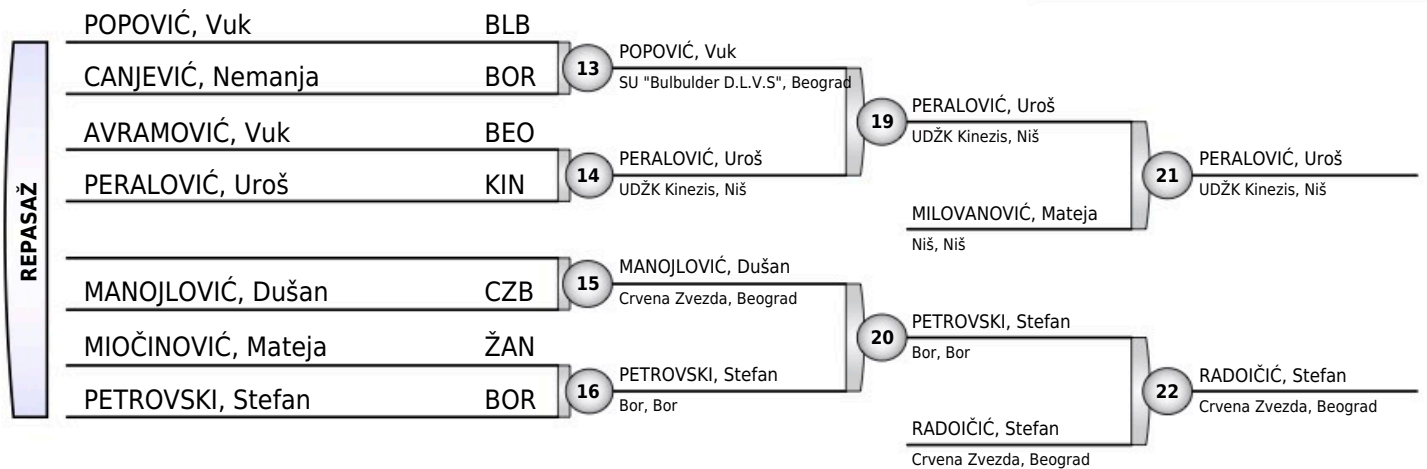 REPASAŽ
POPOVIĆ, Vuk BLB
CANJEVIĆ, Nemanja BOR
AVRAMOVIĆ, Vuk BEO
PERALOVIĆ, Uroš KIN
MANOJLOVIĆ, Dušan CZB
MIOČINOVIĆ, Mateja ŽAN
PETROVSKI, Stefan BOR
13
POPOVIĆ, Vuk
SU "Bulbulder D.L.V.S", Beograd
14
PERALOVIĆ, Uroš
UDŽK Kinezis, Niš
15
MANOJLOVIĆ, Dušan
Crvena Zvezda, Beograd
16
PETROVSKI, Stefan
Bor, Bor
19
PERALOVIĆ, Uroš
UDŽK Kinezis, Niš
MILOVANOVIĆ, Mateja
Niš, Niš
20
PETROVSKI, Stefan
Bor, Bor
RADOIČIĆ, Stefan
Crvena Zvezda, Beograd
21
PERALOVIĆ, Uroš
UDŽK Kinezis, Niš
22
RADOIČIĆ, Stefan
Crvena Zvezda, Beograd